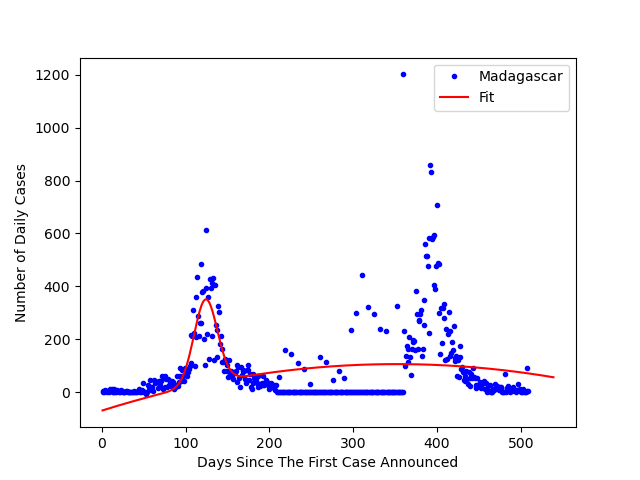 Madagascar
Fit
Number of Daily Cases
1200
1000
800
600
400
200
0
0 100 200 300 400 500
Days Since The First Case Announced